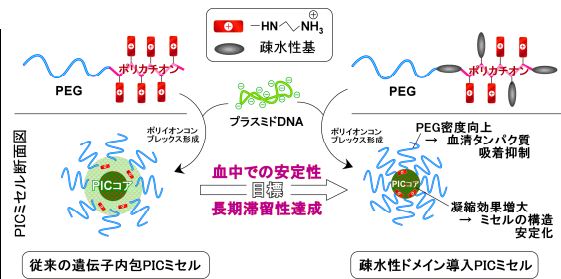 ⊕
－HN NH3
疎水性基
PEG
ポリカチオン
プラスミドDNA
PEG
ポリカチオン
PICミセル断面図
ポリイオンコン
プレックス形成
ポリイオンコン
プレックス形成
PICコア
血中での安定性
目標
長期滞留性達成
PEG密度向上
→ 血清タンパク質
吸着抑制
PICコア
凝縮効果増大
→ ミセルの構造
安定化
従来の遺伝子内包PICミセル
疎水性ドメイン導入PICミセル